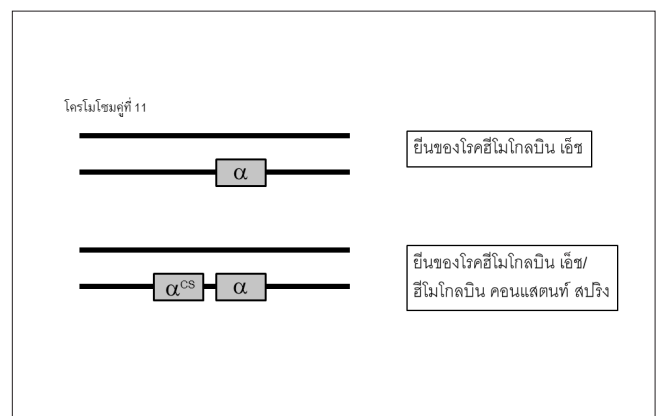 โครโมโซมคู่ที่ 11
ยีนของโรคฮีโมโกลบิน เอ็ช
α
ยีนของโรคฮีโมโกลบิน เอ็ช/
ฮีโมโกลบิน คอนแสตนท์ สปริง
αCS α